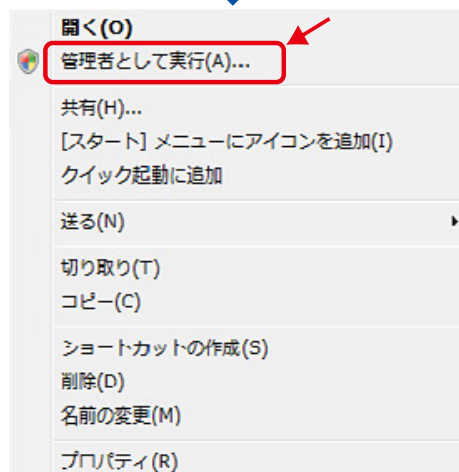 開く(O)
管理者として実行(A)...
共有(H)...
[スタート] メニューにアイコンを追加(I)
クイック起動に追加
送る(N)
切り取り(T)
コピー(C)
ショートカットの作成(S)
削除(D)
名前の変更(M)
プロパティ(R)